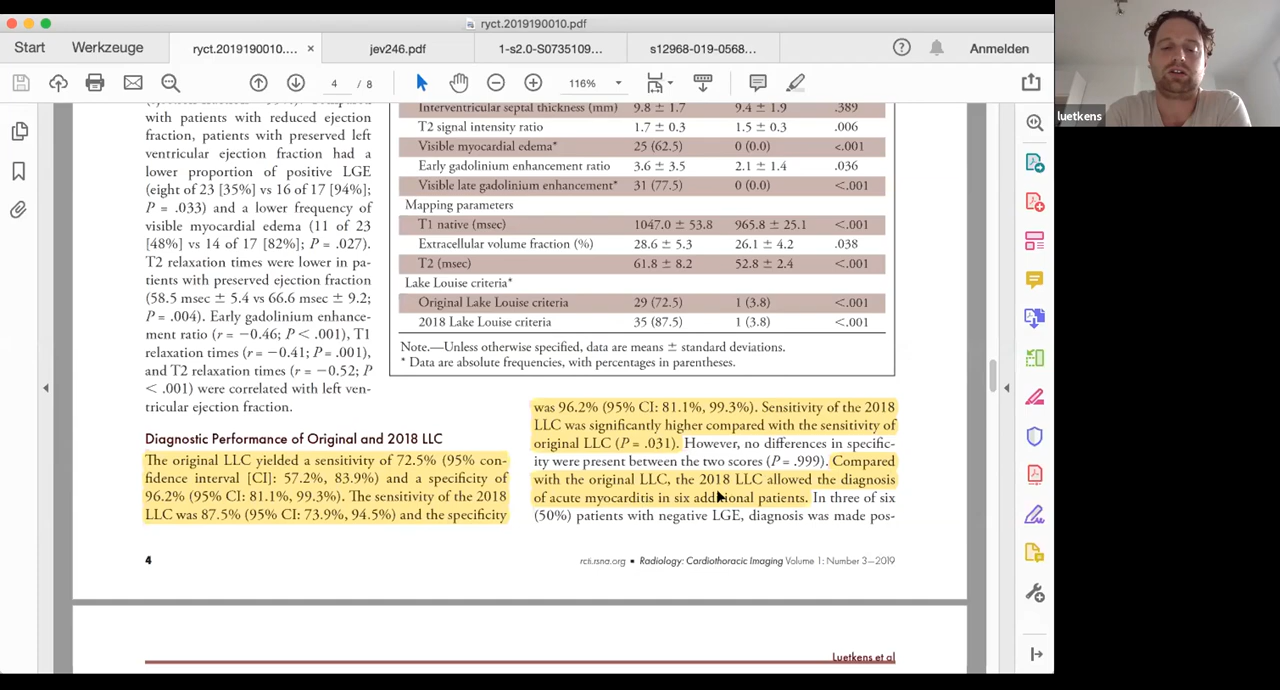 ryct.2019190010.pdf
Start
Werkzeuge
ryct.2019190010....
×
jev246.pdf
1-s2.0-S0735109...
s12968-019-0568...
Anmelden
4 / 8
116%
luetkens
with patients with reduced ejection
fraction, patients with preserved left
ventricular ejection fraction had a
lower proportion of positive LGE
(eight of 23 [35%] vs 16 of 17 [94%];
P = .033) and a lower frequency of
visible myocardial edema (11 of 23
[48%] vs 14 of 17 [82%]; P = .027).
T2 relaxation times were lower in pa-
tients with preserved ejection fraction
(58.5 msec ± 5.4 vs 66.6 msec ± 9.2;
P = .004). Early gadolinium enhance-
ment ratio (r = −0.46; P < .001), T1
relaxation times (r = −0.41; P = .001),
and T2 relaxation times (r = −0.52; P
< .001) were correlated with left ven-
tricular ejection fraction.
Diagnostic Performance of Original and 2018 LLC
The original LLC yielded a sensitivity of 72.5% (95% con-
fidence interval [CI]: 57.2%, 83.9%) and a specificity of
96.2% (95% CI: 81.1%, 99.3%). The sensitivity of the 2018
LLC was 87.5% (95% CI: 73.9%, 94.5%) and the specificity
Interventricular septal thickness (mm) 9.8 ± 1.7 9.4 ± 1.9 .389
T2 signal intensity ratio 1.7 ± 0.3 1.5 ± 0.3 .006
Visible myocardial edema* 25 (62.5) 0 (0.0) <.001
Early gadolinium enhancement ratio 3.6 ± 3.5 2.1 ± 1.4 .036
Visible late gadolinium enhancement* 31 (77.5) 0 (0.0) <.001
Mapping parameters
T1 native (msec) 1047.0 ± 53.8 965.8 ± 25.1 <.001
Extracellular volume fraction (%) 28.6 ± 5.3 26.1 ± 4.2 .038
T2 (msec) 61.8 ± 8.2 52.8 ± 2.4 <.001
Lake Louise criteria*
Original Lake Louise criteria 29 (72.5) 1 (3.8) <.001
2018 Lake Louise criteria 35 (87.5) 1 (3.8) <.001
Note.—Unless otherwise specified, data are means ± standard deviations.
* Data are absolute frequencies, with percentages in parentheses.
was 96.2% (95% CI: 81.1%, 99.3%). Sensitivity of the 2018
LLC was significantly higher compared with the sensitivity of
original LLC (P = .031). However, no differences in specific-
ity were present between the two scores (P = .999). Compared
with the original LLC, the 2018 LLC allowed the diagnosis
of acute myocarditis in six additional patients. In three of six
(50%) patients with negative LGE, diagnosis was made pos-
4
rcti.rsna.org • Radiology: Cardiothoracic Imaging Volume 1: Number 3—2019
Luetkens et al